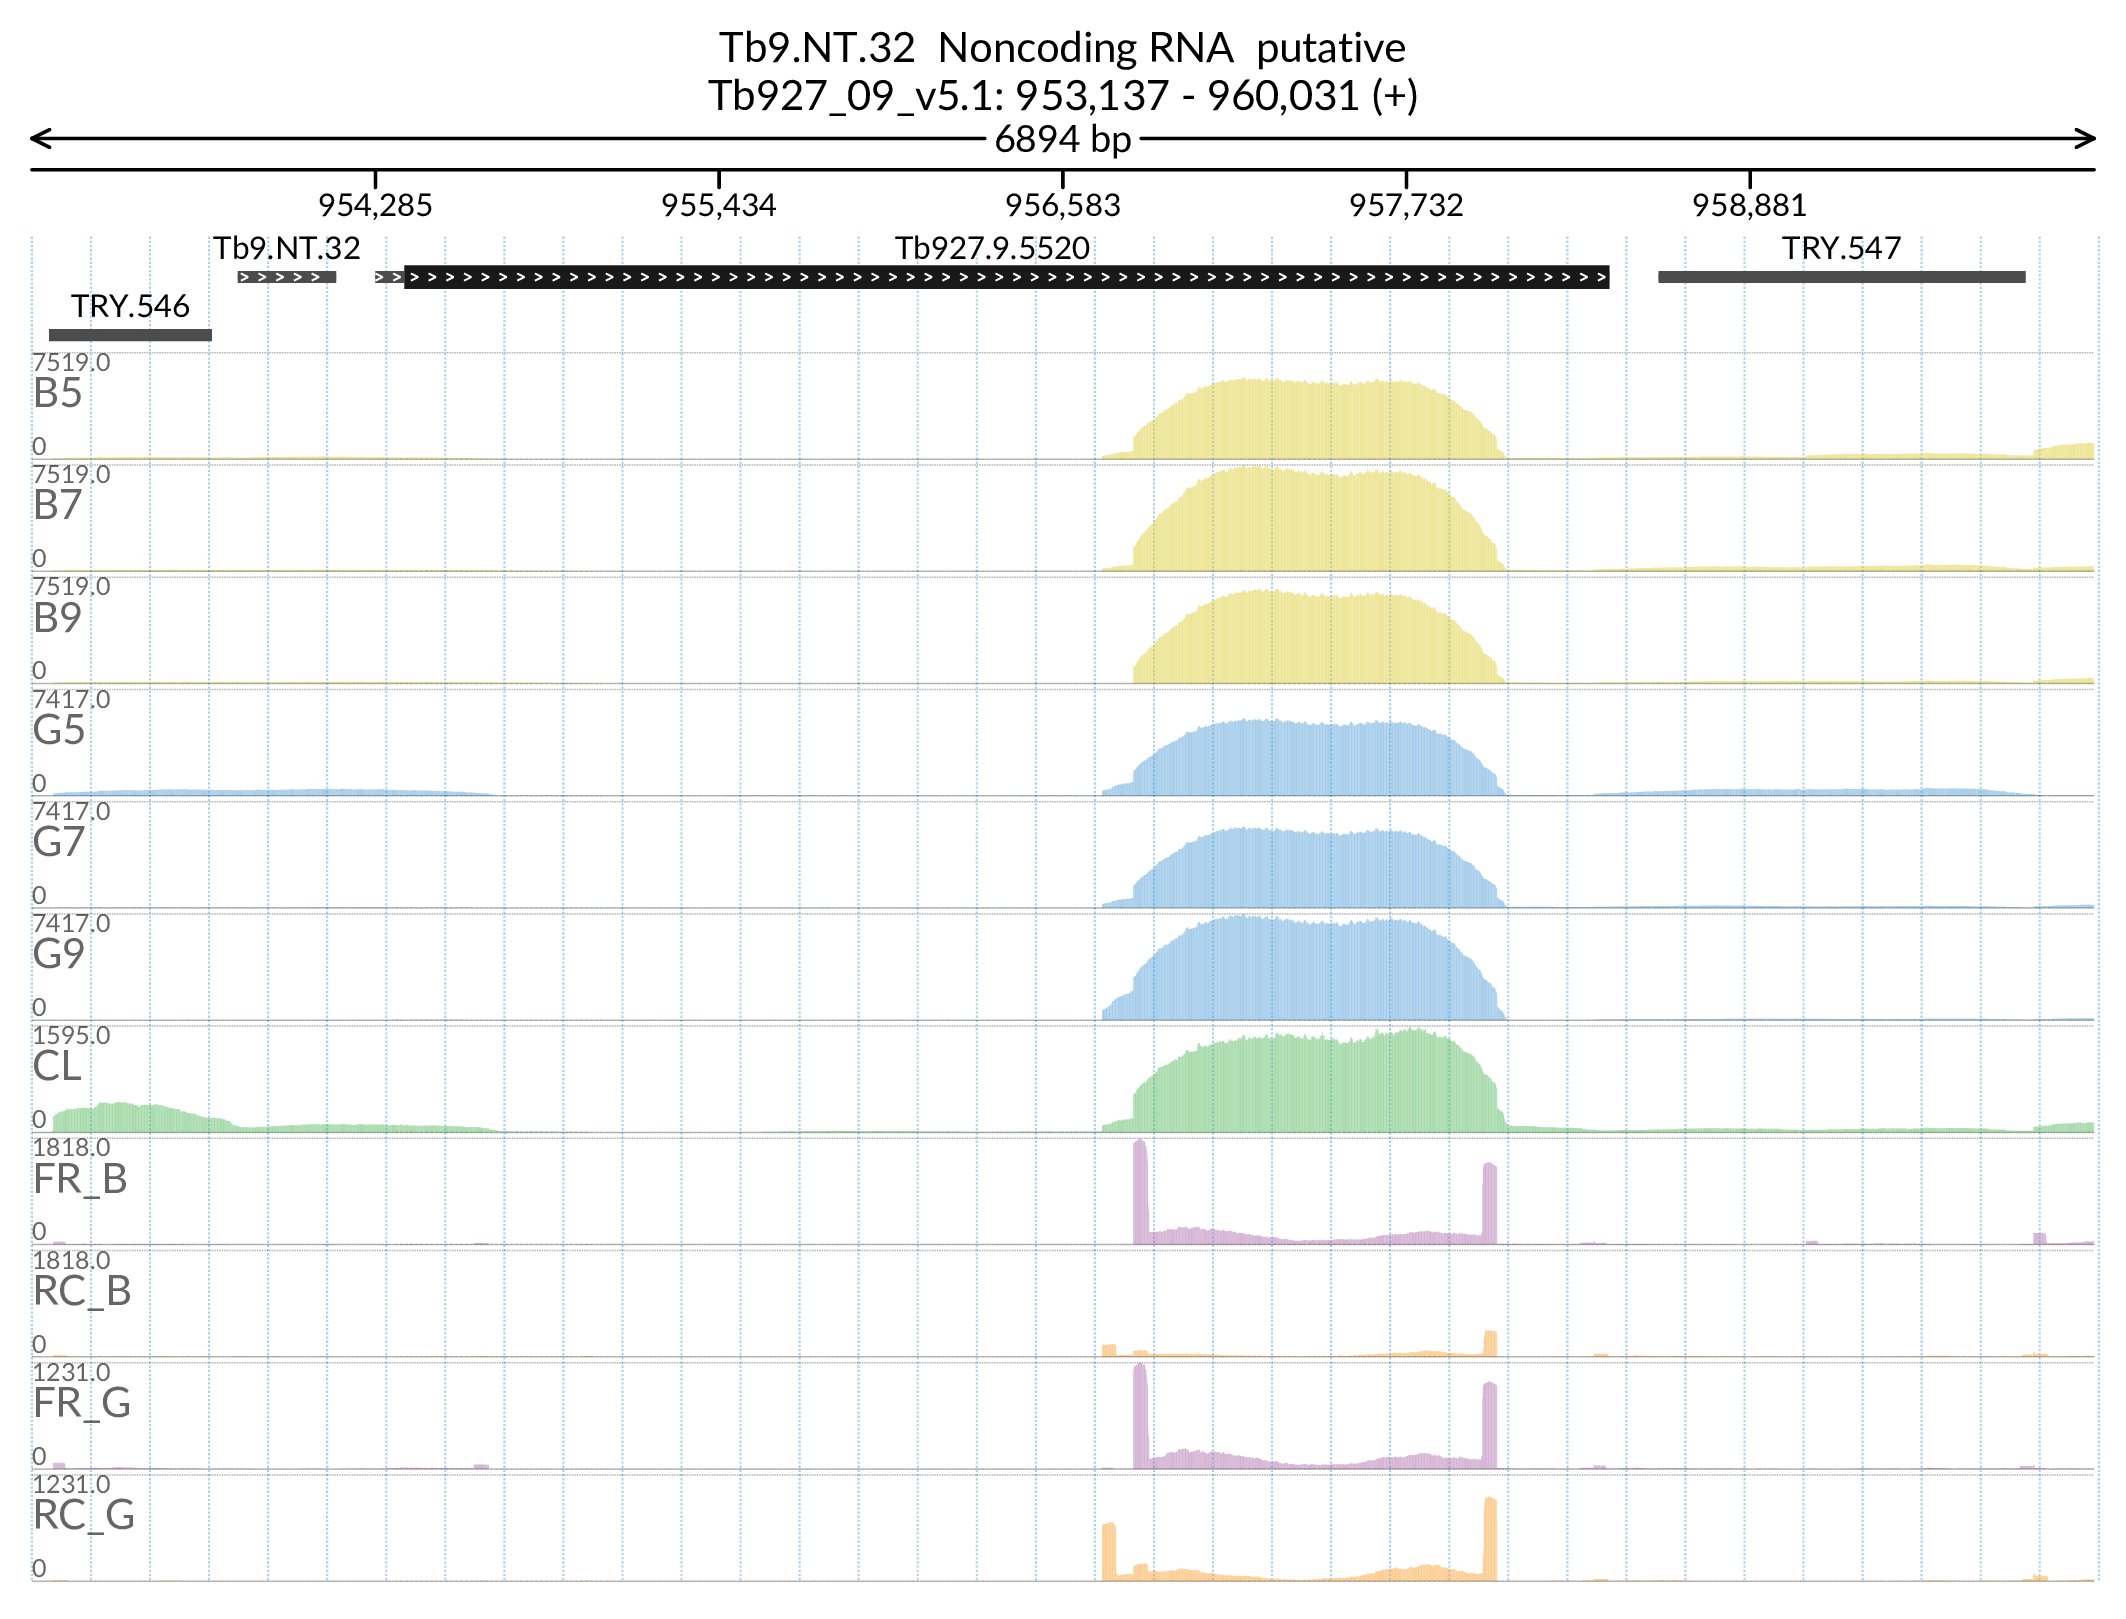 Tb9.NT.32 Noncoding RNA putative
Tb927_09_v5.1: 953,137 - 960,031 (+)
6894 bp
954,285 955,434 956,583 957,732 958,881
Tb9.NT.32 Tb927.9.5520 TRY.547
TRY.546
7519.0
B5
0
7519.0
B7
0
7519.0
B9
0
7417.0
G5
0
7417.0
G7
0
7417.0
G9
0
1595.0
CL
0
1818.0
FR_B
0
1818.0
RC_B
0
1231.0
FR_G
0
1231.0
RC_G
0